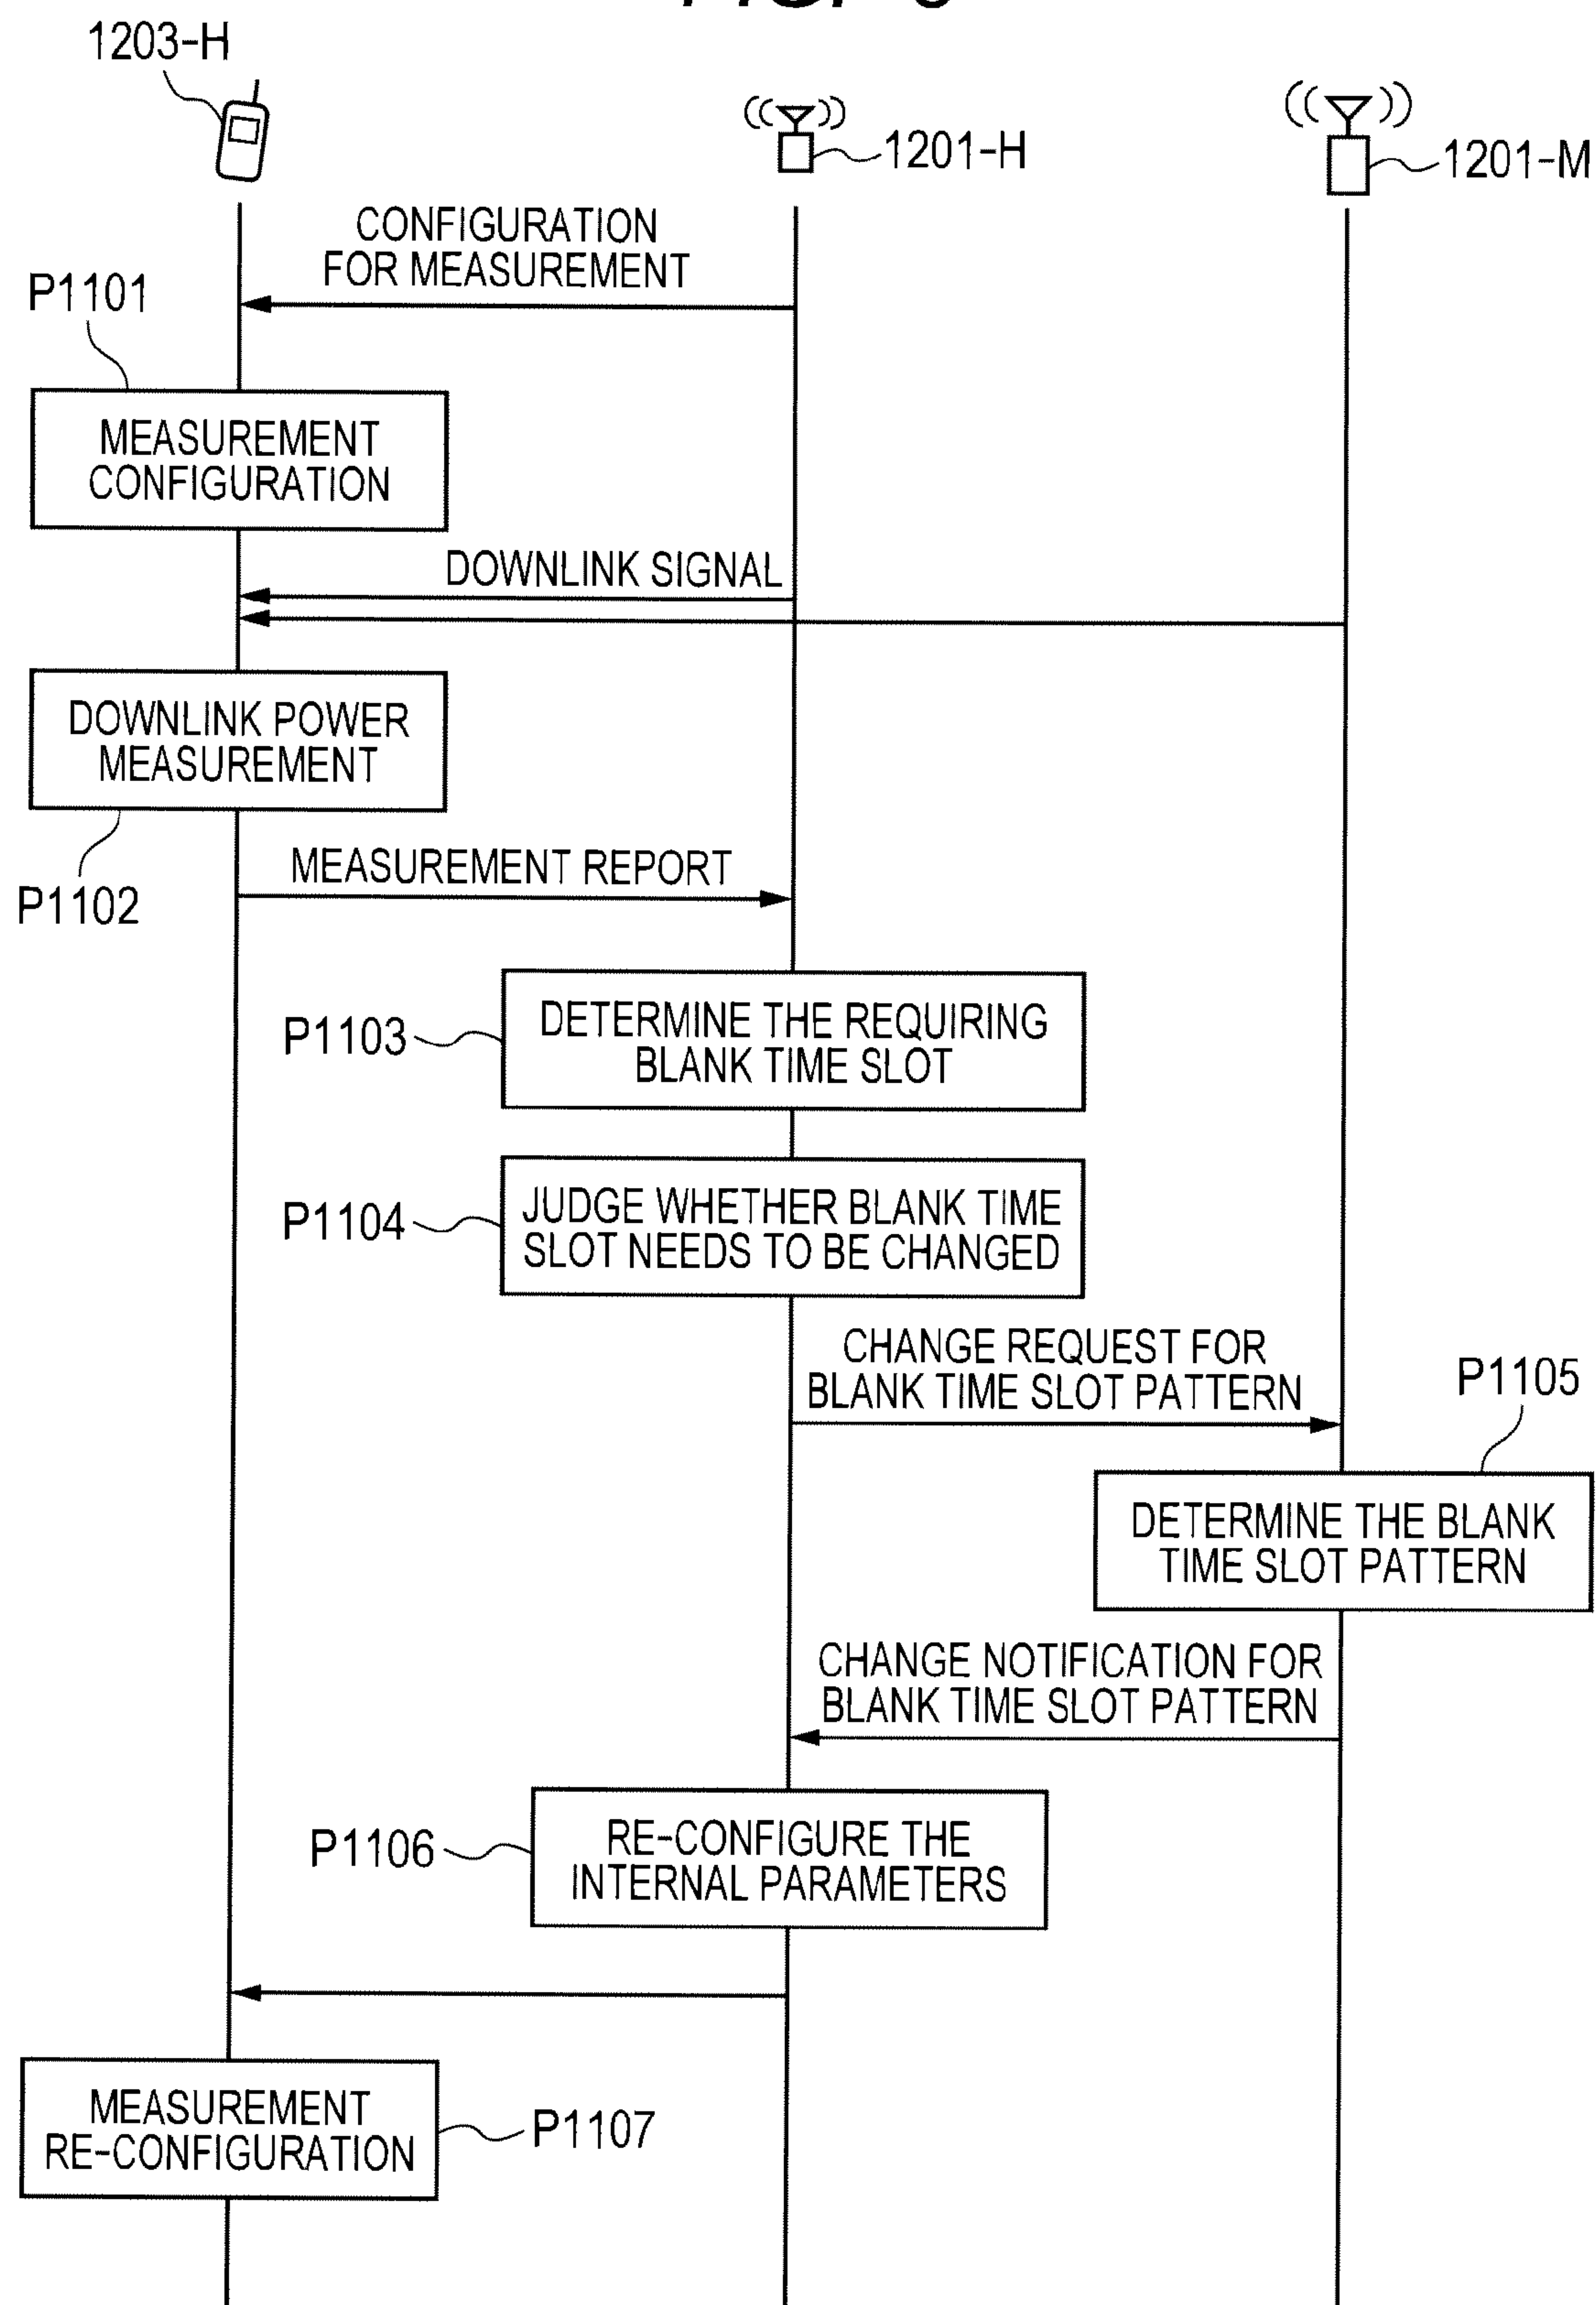 1203-H
1201-H
1201-M
CONFIGURATION
FOR MEASUREMENT
P1101
MEASUREMENT
CONFIGURATION
DOWNLINK SIGNAL
DOWNLINK POWER
MEASUREMENT
P1102
MEASUREMENT REPORT
P1103
DETERMINE THE REQUIRING
BLANK TIME SLOT
P1104
JUDGE WHETHER BLANK TIME
SLOT NEEDS TO BE CHANGED
CHANGE REQUEST FOR
BLANK TIME SLOT PATTERN
P1105
DETERMINE THE BLANK
TIME SLOT PATTERN
CHANGE NOTIFICATION FOR
BLANK TIME SLOT PATTERN
P1106
RE-CONFIGURE THE
INTERNAL PARAMETERS
MEASUREMENT
RE-CONFIGURATION
P1107